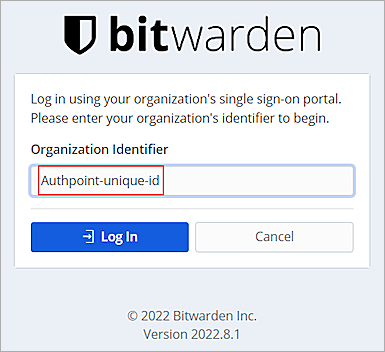 bitwarden
Log in using your organization's single sign-on portal.
Please enter your organization's identifier to begin.
Organization Identifier
Authpoint-unique-id
Log In
Cancel
© 2022 Bitwarden Inc.
Version 2022.8.1